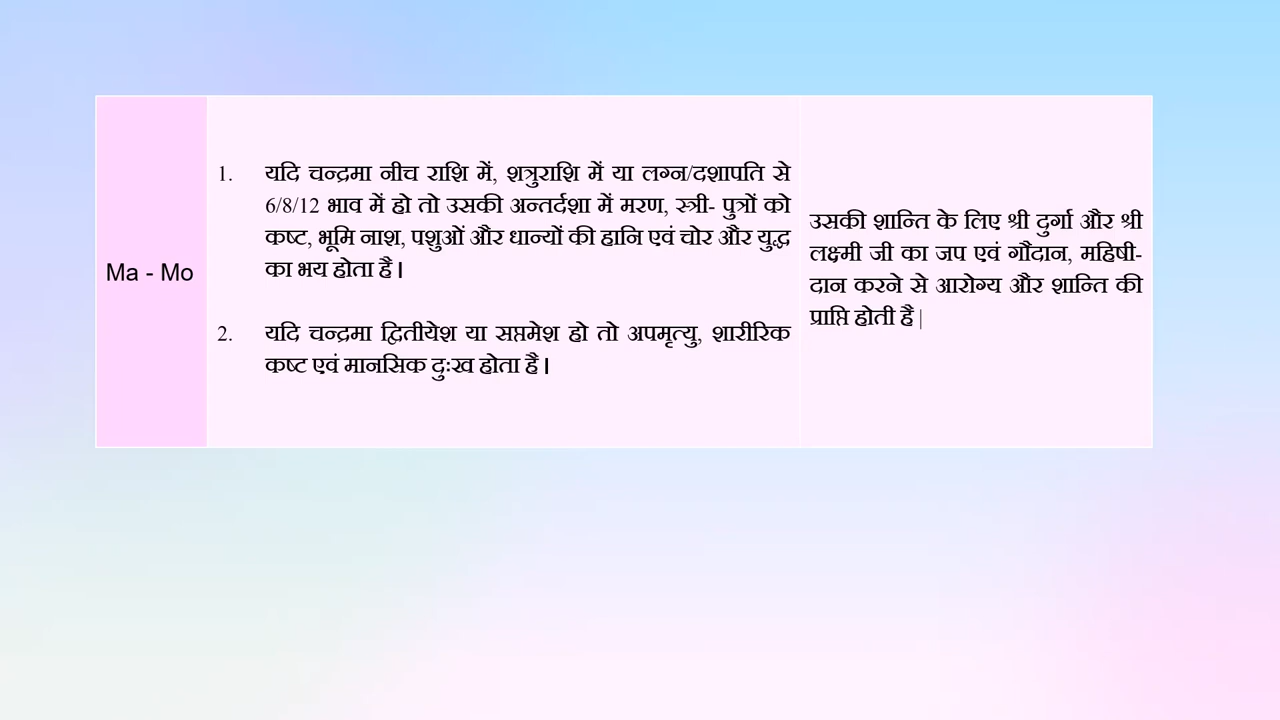 Ma - Mo
1. यदि चन्द्रमा नीच राशि में, शत्रुराशि में या लग्न/दशापति से
6/8/12 भाव में हो तो उसकी अन्तर्दशा में मरण, स्त्री- पुत्रों को
कष्ट, भूमि नाश, पशुओं और धान्यों की हानि एवं चोर और युद्ध
का भय होता है।
2. यदि चन्द्रमा द्वितीयेश या सप्तमेश हो तो अपमृत्यु, शारीरिक
कष्ट एवं मानसिक दुःख होता है।
उसकी शान्ति के लिए श्री दुर्गा और श्री
लक्ष्मी जी का जप एवं गौदान, महिषी-
दान करने से आरोग्य और शान्ति की
प्राप्ति होती है |